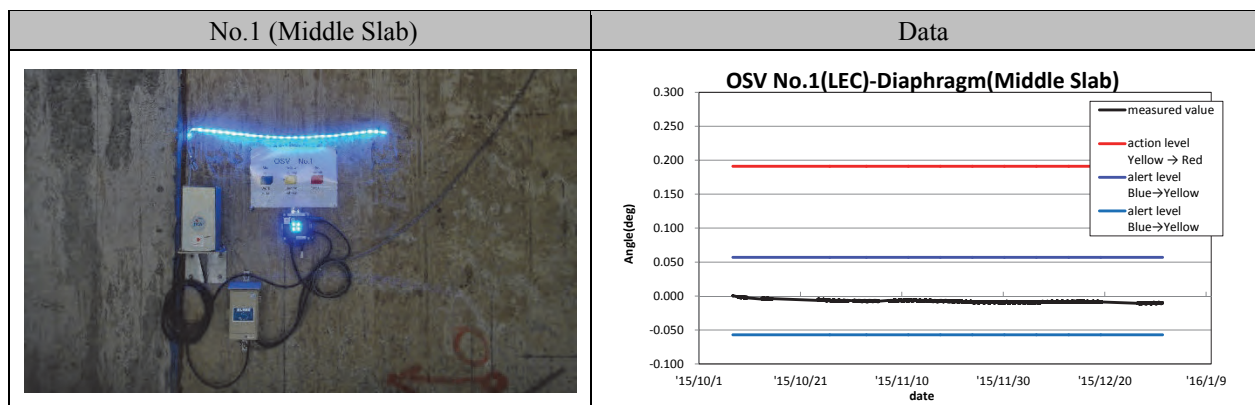 No.1 (Middle Slab)
Data
OSV No.1
OSV No.1(LEC)-Diaphragm(Middle Slab)
0.300
0.250
0.200
0.150
0.100
0.050
0.000
-0.050
-0.100
Angle(deg)
measured value
action level
Yellow → Red
alert level
Blue→Yellow
alert level
Blue→Yellow
'15/10/1
'15/10/21
'15/11/10
'15/11/30
'15/12/20
'16/1/9
date